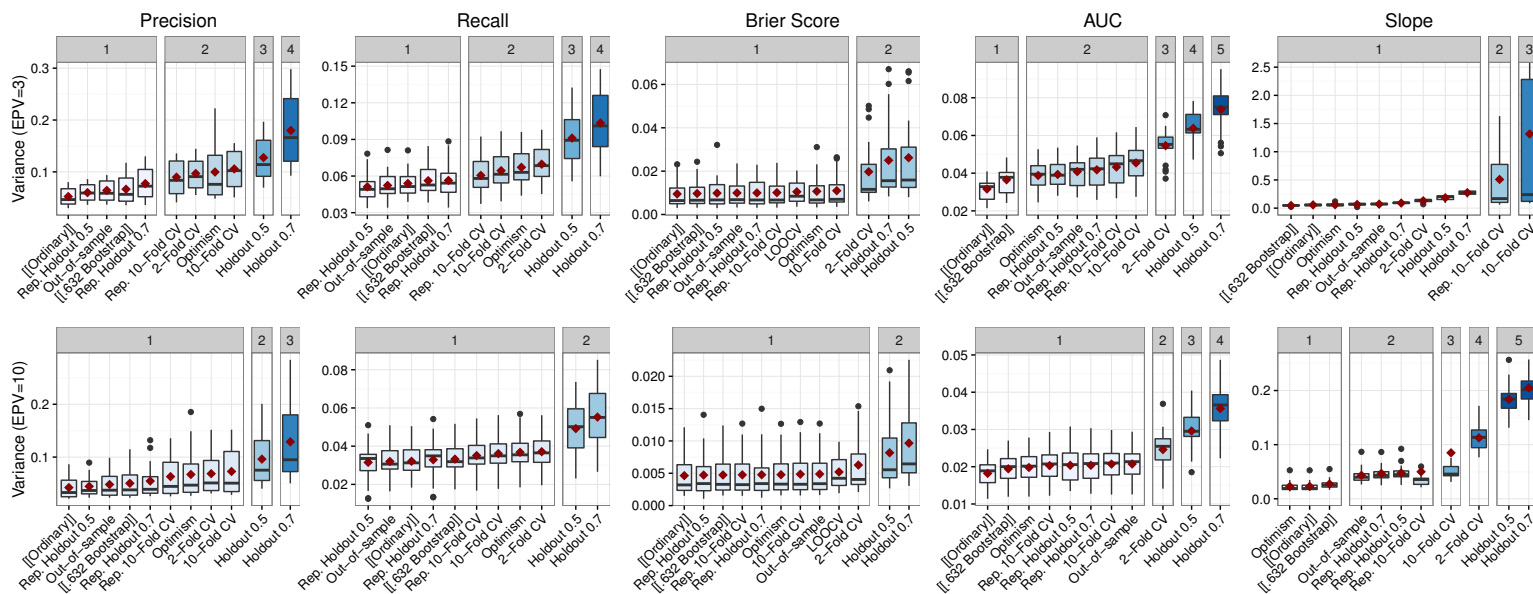 Precision
Recall
Brier Score
AUC
Slope
1 2 3 4
1 2 3 4
1 2
1 2 3 4 5
1 2 3
Variance (EPV=3)
0.3
0.2
0.1
0.15
0.12
0.09
0.06
0.03
0.06
0.04
0.02
0.00
0.08
0.06
0.04
0.02
2.5
2.0
1.5
1.0
0.5
0.0
[[Ordinary]]
Rep. Holdout 0.5
Out−of−sample
[[.632 Bootstrap]]
Rep. Holdout 0.7
Rep. 10−Fold CV
2−Fold CV
Optimism
10−Fold CV
Holdout 0.5
Holdout 0.7
Rep. Holdout 0.5
Out−of−sample
[[Ordinary]]
[[.632 Bootstrap]]
Rep. Holdout 0.7
Rep. 10−Fold CV
10−Fold CV
Optimism
2−Fold CV
Holdout 0.5
Holdout 0.7
[[Ordinary]]
[[.632 Bootstrap]]
Rep. Holdout 0.5
Out−of−sample
Rep. Holdout 0.7
Rep. 10−Fold CV
LOOCV
Optimism
10−Fold CV
2−Fold CV
Holdout 0.7
Holdout 0.5
[[Ordinary]]
[[.632 Bootstrap]]
Optimism
Rep. Holdout 0.5
Out−of−sample
Rep. Holdout 0.7
Rep. 10−Fold CV
10−Fold CV
2−Fold CV
Holdout 0.5
Holdout 0.7
[[.632 Bootstrap]]
[[Ordinary]]
Optimism
Rep. Holdout 0.5
Out−of−sample
Rep. Holdout 0.7
2−Fold CV
Holdout 0.5
Holdout 0.7
Rep. 10−Fold CV
10−Fold CV
1 2 3
1 2
1 2
1 2 3 4
1 2 3 4 5
Variance (EPV=10)
0.2
0.1
0.08
0.06
0.04
0.02
0.020
0.015
0.010
0.005
0.000
0.05
0.04
0.03
0.02
0.01
0.2
0.1
0.0
[[Ordinary]]
Rep. Holdout 0.5
Out−of−sample
[[.632 Bootstrap]]
Rep. Holdout 0.7
Rep. 10−Fold CV
Optimism
2−Fold CV
10−Fold CV
Holdout 0.5
Holdout 0.7
Rep. Holdout 0.5
Out−of−sample
[[Ordinary]]
Rep. Holdout 0.7
[[.632 Bootstrap]]
Rep. 10−Fold CV
10−Fold CV
Optimism
2−Fold CV
Holdout 0.5
Holdout 0.7
[[Ordinary]]
Rep. Holdout 0.5
[[.632 Bootstrap]]
Rep. 10−Fold CV
Rep. Holdout 0.7
Optimism
10−Fold CV
Out−of−sample
LOOCV
2−Fold CV
Holdout 0.5
Holdout 0.7
[[Ordinary]]
[[.632 Bootstrap]]
Optimism
Rep. 10−Fold CV
Rep. Holdout 0.5
Rep. Holdout 0.7
10−Fold CV
Out−of−sample
2−Fold CV
Holdout 0.5
Holdout 0.7
Optimism
[[Ordinary]]
[[.632 Bootstrap]]
Out−of−sample
Rep. Holdout 0.7
Rep. Holdout 0.5
Rep. 10−Fold CV
10−Fold CV
2−Fold CV
Holdout 0.5
Holdout 0.7